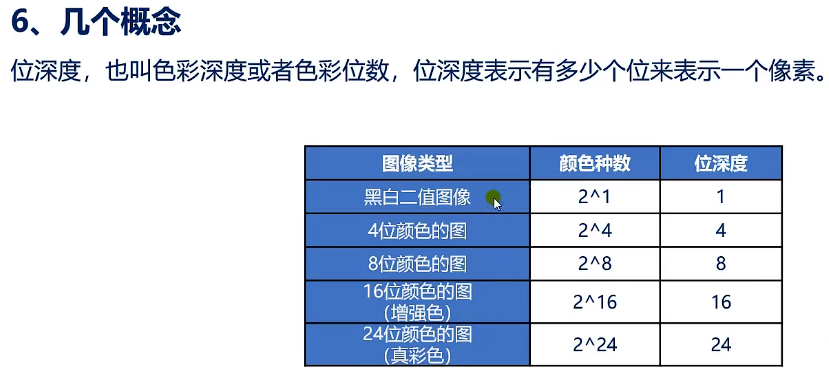 6、几个概念
位深度，也叫色彩深度或者色彩位数，位深度表示有多少个位来表示一个像素。
图像类型 颜色种数 位深度
黑白二值图像 2^1 1
4位颜色的图 2^4 4
8位颜色的图 2^8 8
16位颜色的图
（增强色） 2^16 16
24位颜色的图
（真彩色） 2^24 24